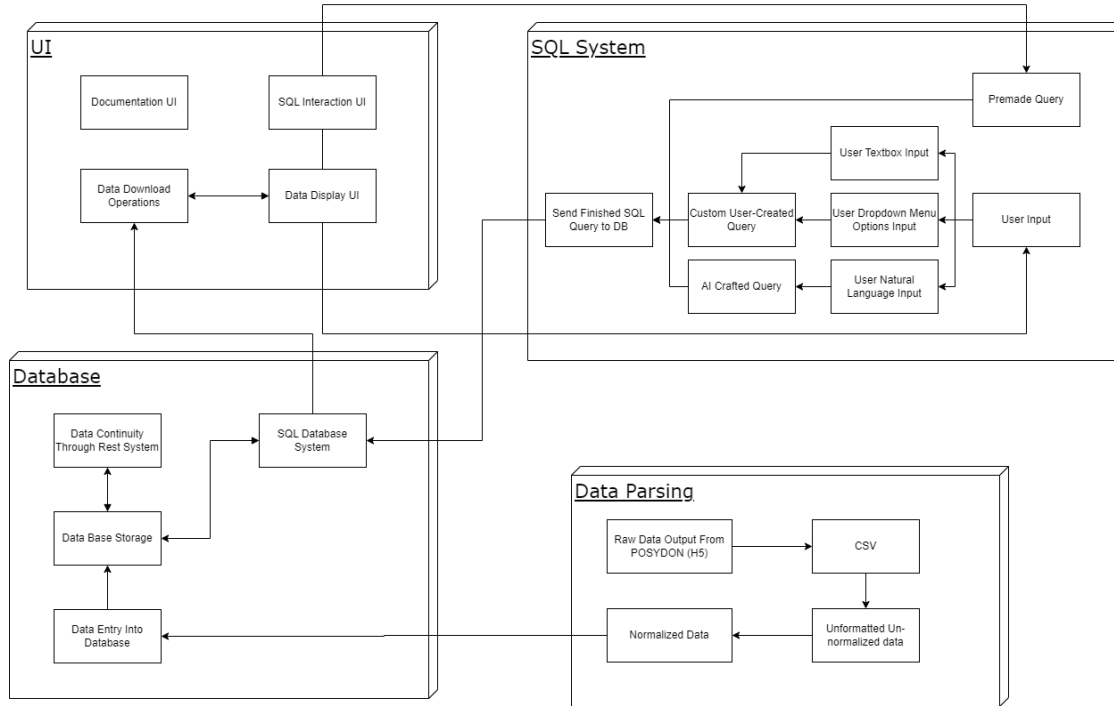 UI
Documentation UI
SQL Interaction UI
Data Download
Operations
Data Display UI
SQL System
Premade Query
User Textbox Input
Send Finished SQL
Query to DB
Custom User-Created
Query
User Dropdown Menu
Options Input
User Input
AI Crafted Query
User Natural
Language Input
Database
Data Continuity
Through Rest System
SQL Database
System
Data Base Storage
Data Entry Into
Database
Data Parsing
Raw Data Output From
POSYDON (H5)
CSV
Normalized Data
Unformatted Un-
normalized data